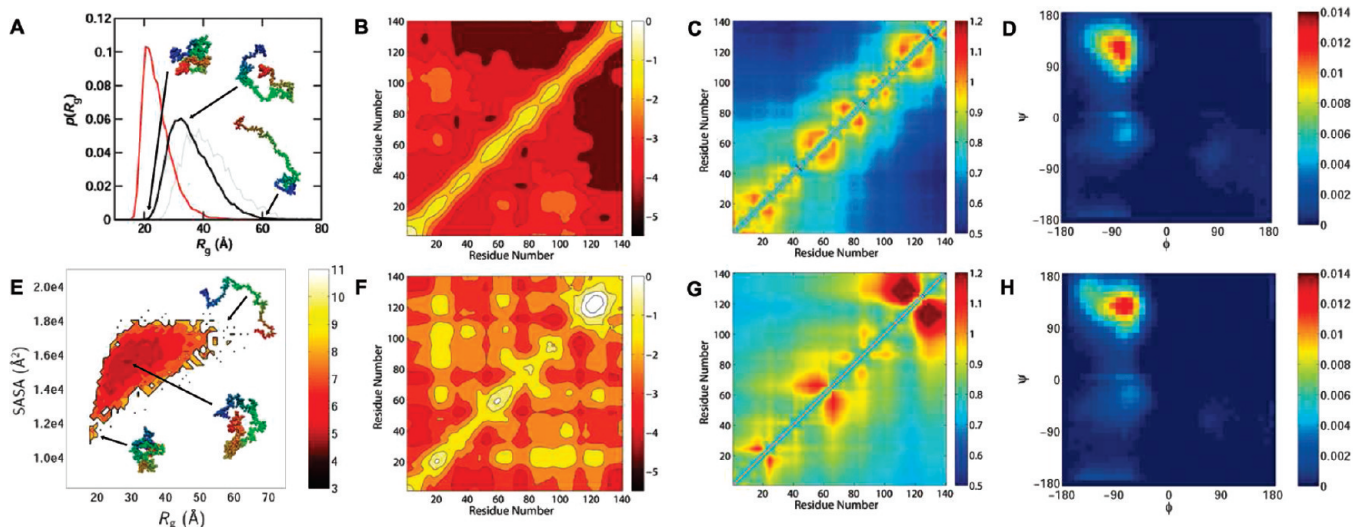 A
0.12
0.1
0.08
0.06
0.04
0.02
0
p(Rg)
20
40
60
80
Rg (Å)
B
140
120
100
80
60
40
20
Residue Number
20 40 60 80 100 120 140
Residue Number
0
−1
−2
−3
−4
−5
C
140
120
100
80
60
40
20
Residue Number
20 40 60 80 100 120 140
Residue Number
1.2
1.1
1
0.9
0.8
0.7
0.6
0.5
D
180
90
ψ
0
−90
−180
−180 −90 0 90 180
ϕ
0.014
0.012
0.01
0.008
0.006
0.004
0.002
0
E
2.0e4
1.8e4
1.6e4
1.4e4
1.2e4
1.0e4
SASA (Å²)
20 30 40 50 60 70
Rg (Å)
11
10
9
8
7
6
5
4
3
F
140
120
100
80
60
40
20
Residue Number
20 40 60 80 100 120 140
Residue Number
0
−1
−2
−3
−4
−5
G
140
120
100
80
60
40
20
Residue Number
20 40 60 80 100 120 140
Residue Number
1.2
1.1
1
0.9
0.8
0.7
0.6
0.5
H
180
90
ψ
0
−90
−180
−180 −90 0 90 180
ϕ
0.014
0.012
0.01
0.008
0.006
0.004
0.002
0